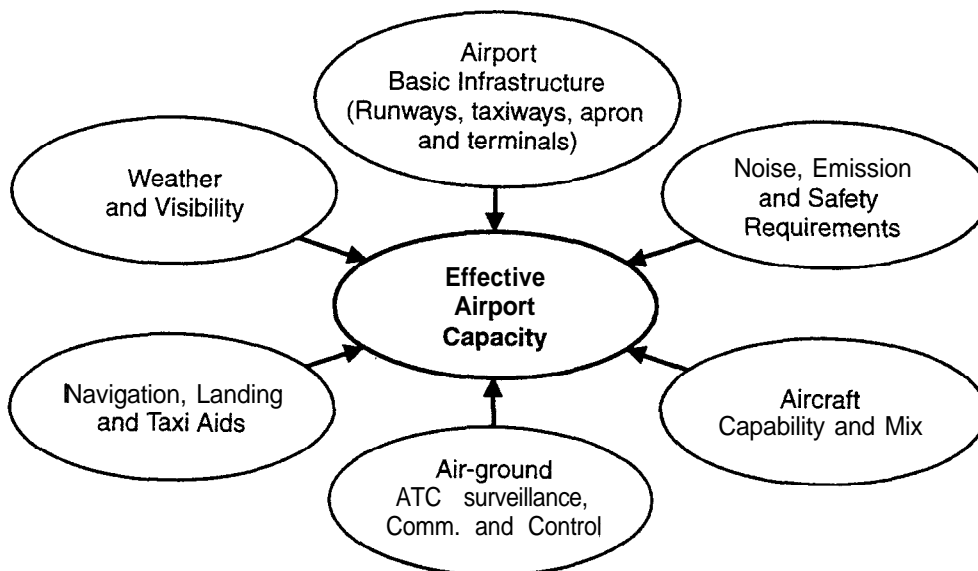 Airport
Basic Infrastructure
(Runways, taxiways, apron
and terminals)
Weather
and Visibility
Noise, Emission
and Safety
Requirements
Effective
Airport
Capacity
Navigation, Landing
and Taxi Aids
Aircraft
Capability and Mix
Air-ground
ATC surveillance,
Comm. and Control